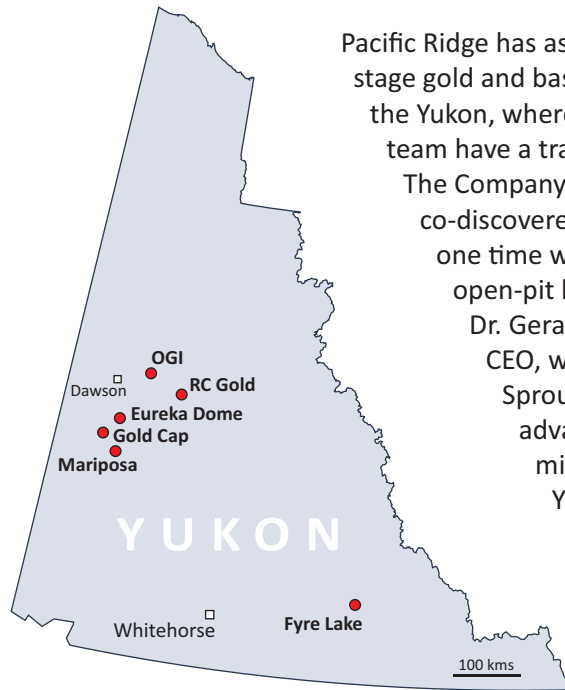 Pacific Ridge has as
stage gold and bas
the Yukon, where
team have a tra
The Company
co-discovere
one time w
open-pit
Dr. Gera
CEO, w
Sprou
adva
mi
Y
OGI
Dawson
RC Gold
Eureka Dome
Gold Cap
Mariposa
YUKON
Whitehorse
Fyre Lake
100 kms